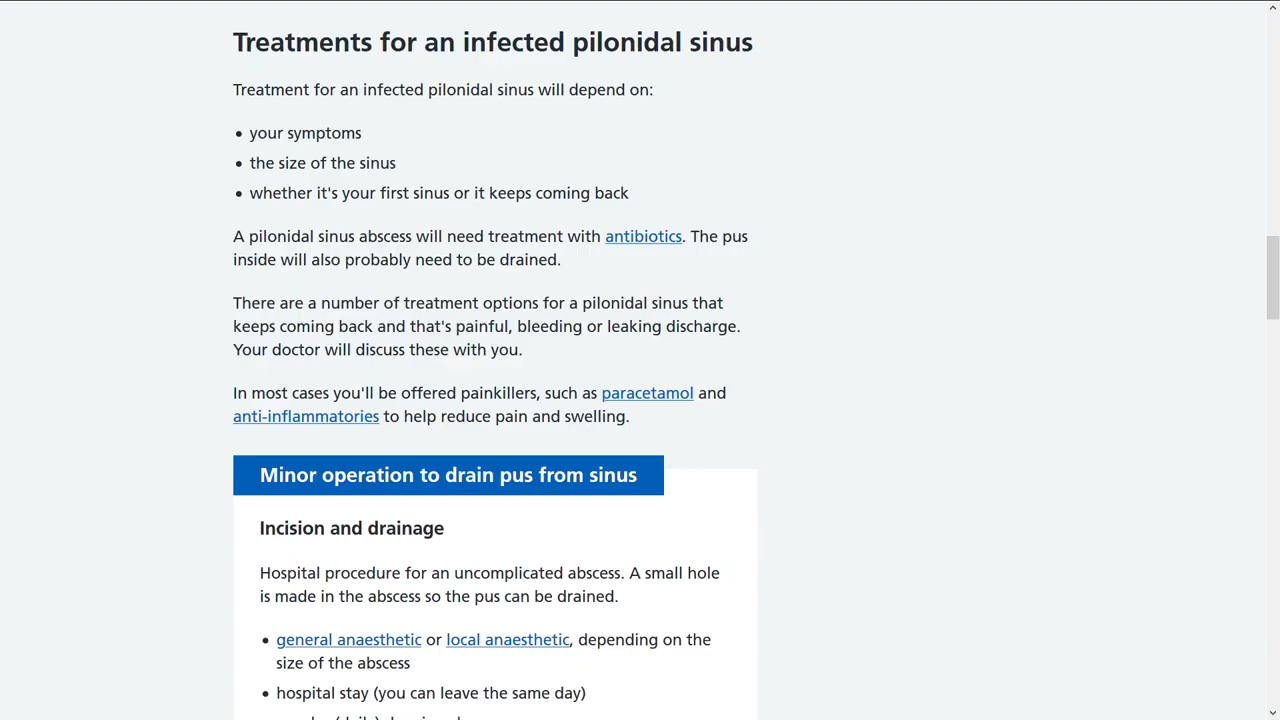 Treatments for an infected pilonidal sinus
Treatment for an infected pilonidal sinus will depend on:
• your symptoms
• the size of the sinus
• whether it's your first sinus or it keeps coming back
A pilonidal sinus abscess will need treatment with antibiotics. The pus
inside will also probably need to be drained.
There are a number of treatment options for a pilonidal sinus that
keeps coming back and that's painful, bleeding or leaking discharge.
Your doctor will discuss these with you.
In most cases you'll be offered painkillers, such as paracetamol and
anti-inflammatories to help reduce pain and swelling.
Minor operation to drain pus from sinus
Incision and drainage
Hospital procedure for an uncomplicated abscess. A small hole
is made in the abscess so the pus can be drained.
• general anaesthetic or local anaesthetic, depending on the
size of the abscess
• hospital stay (you can leave the same day)